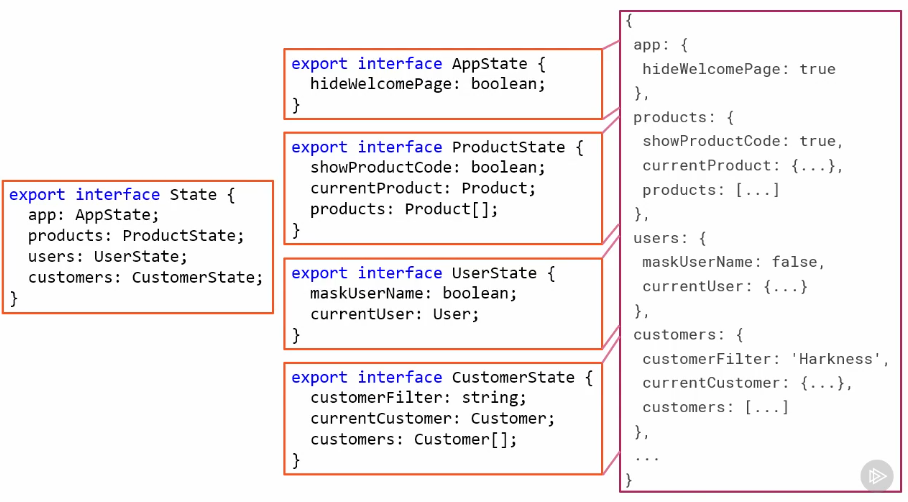 export interface State {
app: AppState;
products: ProductState;
users: UserState;
customers: CustomerState;
}
export interface AppState {
hideWelcomePage: boolean;
}
export interface ProductState {
showProductCode: boolean;
currentProduct: Product;
products: Product[];
}
export interface UserState {
maskUserName: boolean;
currentUser: User;
}
export interface CustomerState {
customerFilter: string;
currentCustomer: Customer;
customers: Customer[];
}
{
app: {
hideWelcomePage: true
},
products: {
showProductCode: true,
currentProduct: {...},
products: [...]
},
users: {
maskUserName: false,
currentUser: {...}
},
customers: {
customerFilter: 'Harkness',
currentCustomer: {...},
customers: [...]
},
...
}